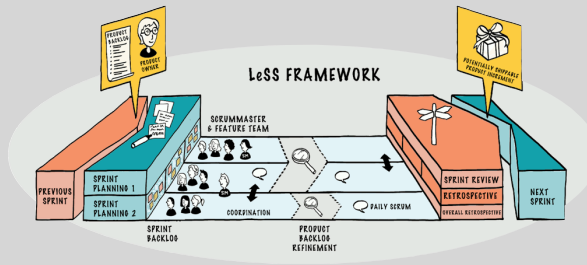 PRODUCT
BACKLOG
PRODUCT
OWNER
LeSS FRAMEWORK
POTENTIALLY SHIPPABLE
PRODUCT INCREMENT
SCRUMMASTER
& FEATURE TEAM
PREVIOUS
SPRINT
SPRINT
PLANNING 1
SPRINT
PLANNING 2
COORDINATION
DAILY SCRUM
SPRINT
BACKLOG
PRODUCT
BACKLOG
REFINEMENT
SPRINT REVIEW
RETROSPECTIVE
OVERALL RETROSPECTIVE
NEXT
SPRINT